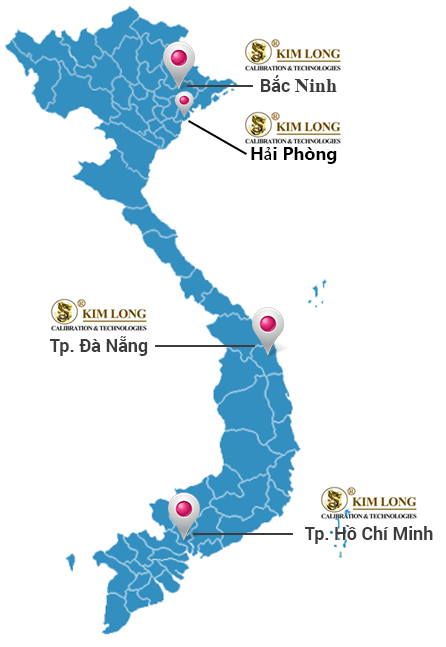 ® KIM LONG
CALIBRATION & TECHNOLOGIES
Bắc Ninh
® KIM LONG
CALIBRATION & TECHNOLOGIES
Hải Phòng
® KIM LONG
CALIBRATION & TECHNOLOGIES
Tp. Đà Nẵng
® KIM LONG
CALIBRATION & TECHNOLOGIES
Tp. Hồ Chí Minh